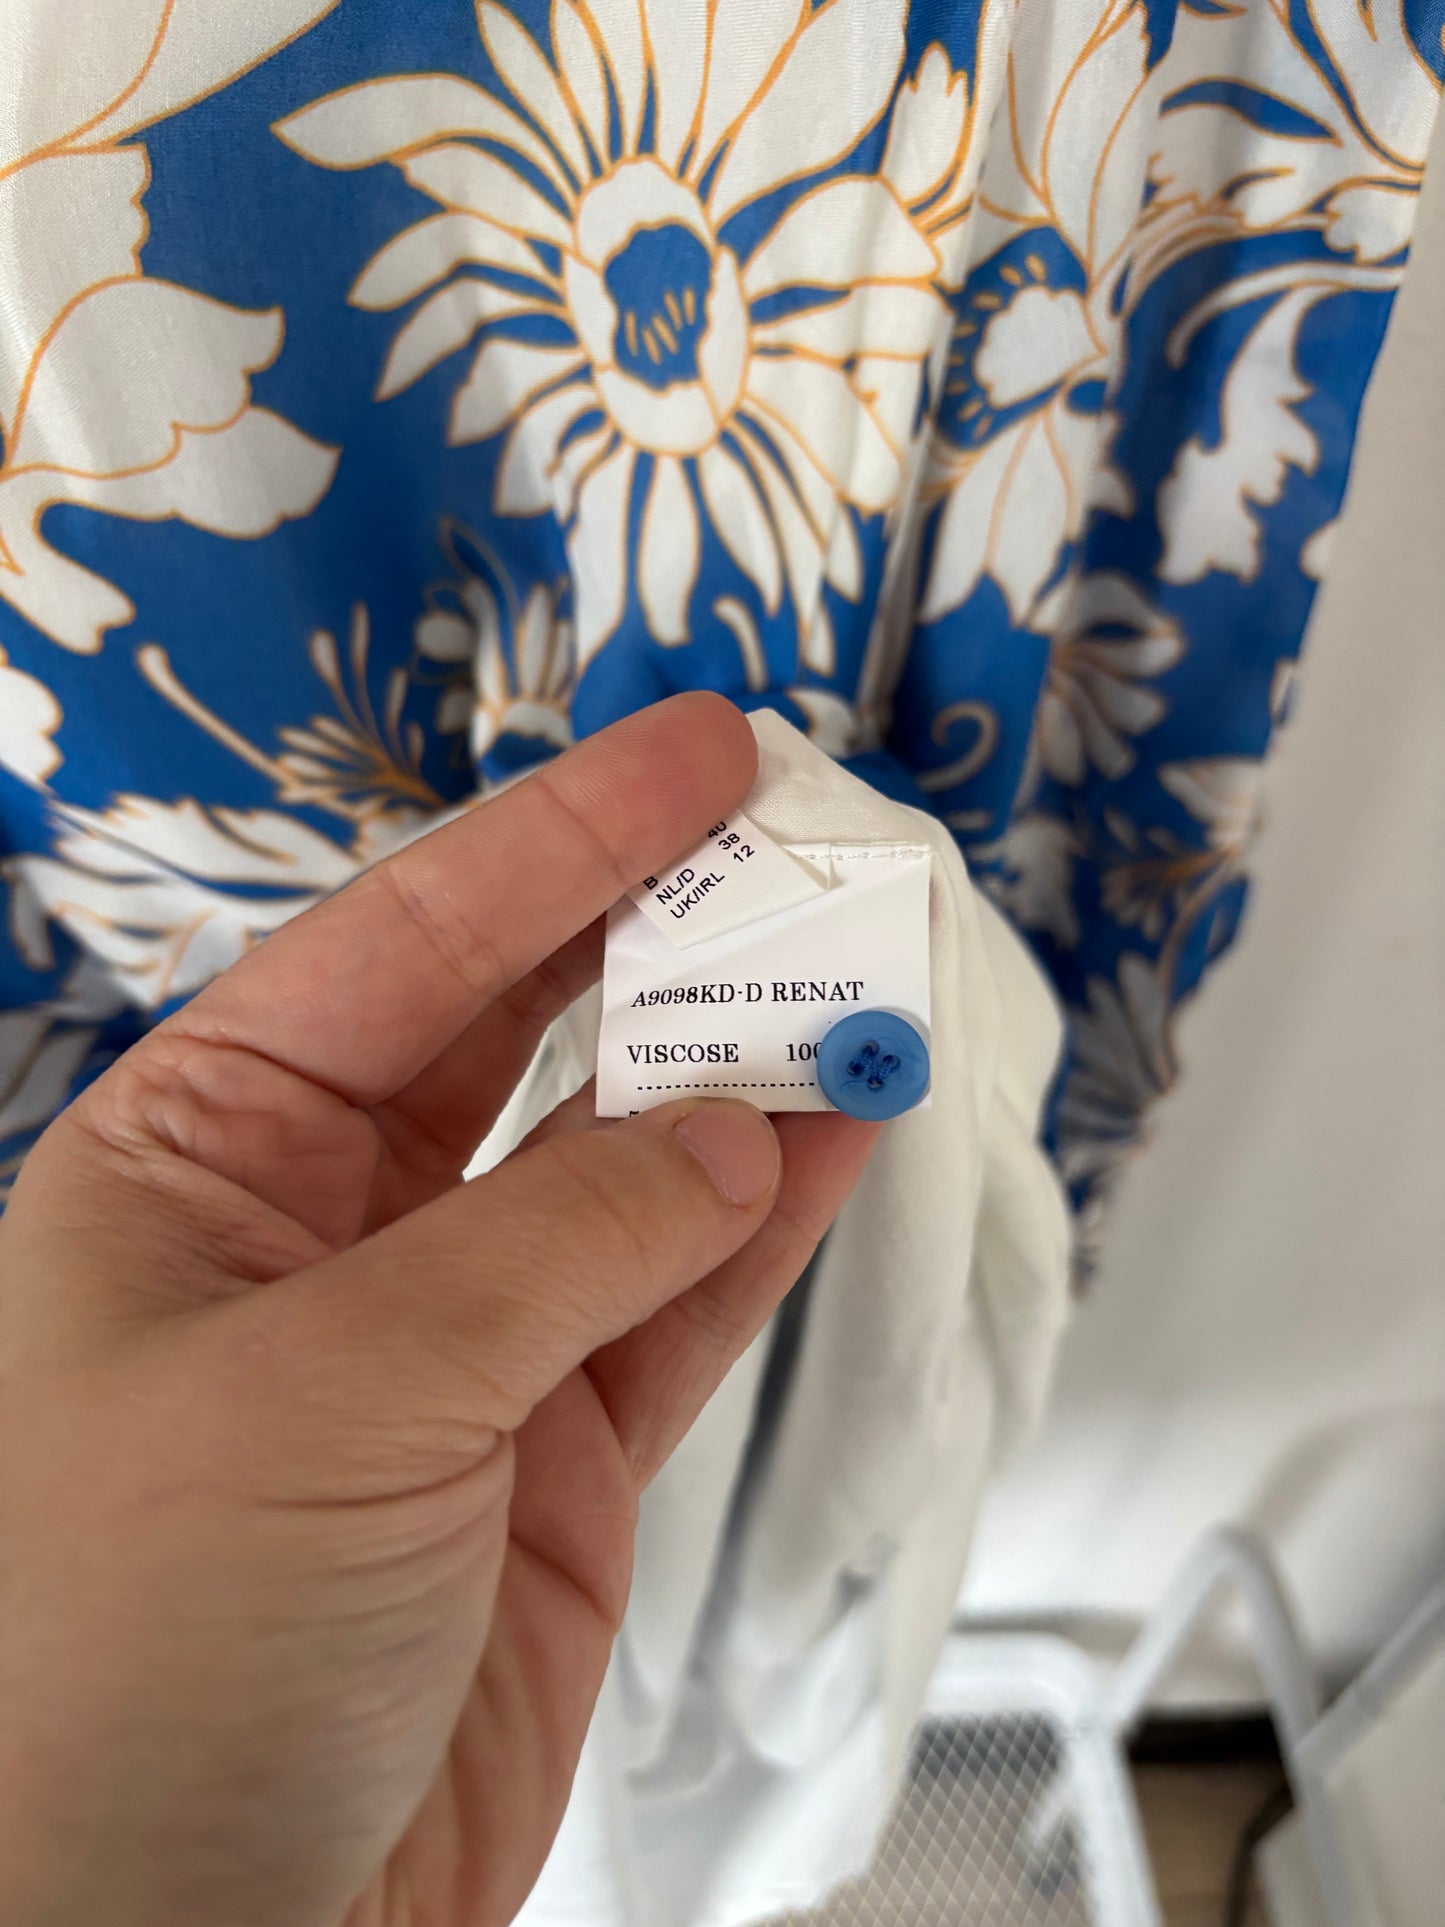 40
B
NL/D 38
UK/IRL 12
A9098KD-D RENAT
VISCOSE 100